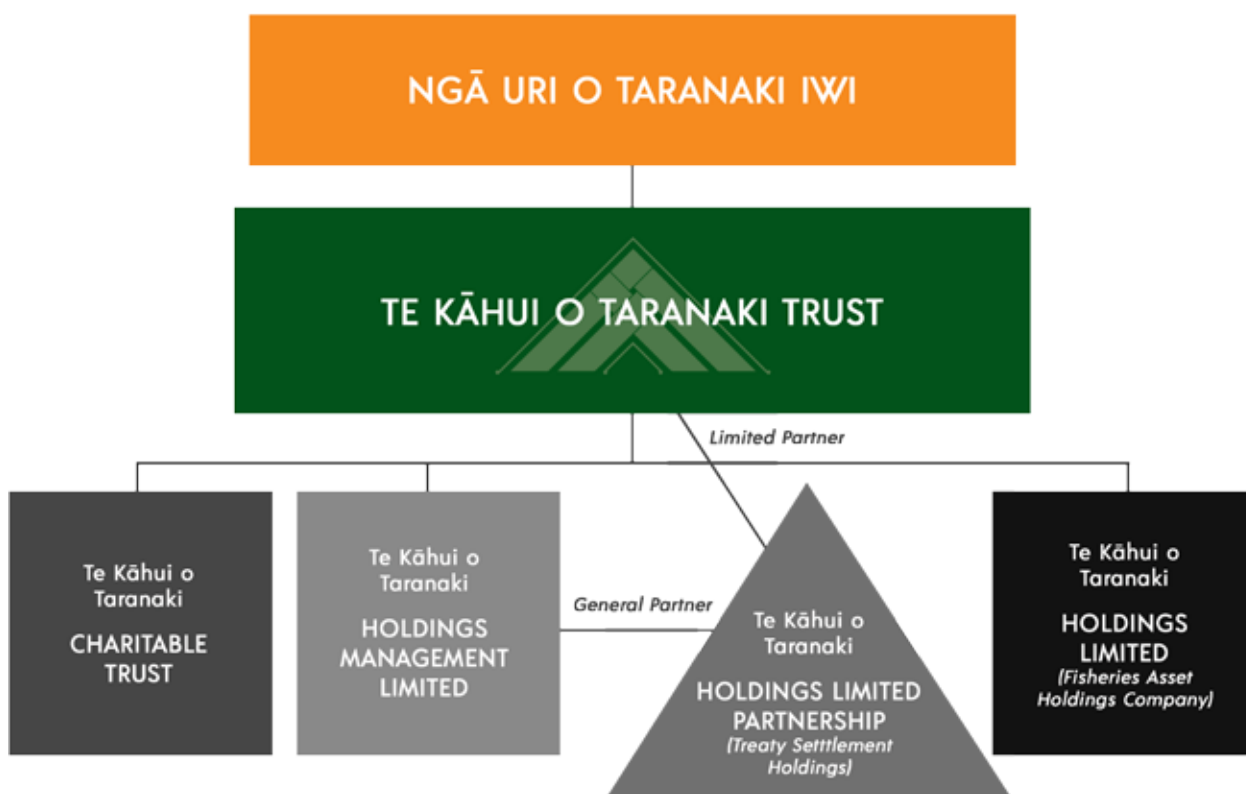 NGĀ URI O TARANAKI IWI
TE KĀHUI O TARANAKI TRUST
Limited Partner
Te Kāhui o
Taranaki
CHARITABLE
TRUST
Te Kāhui o
Taranaki
HOLDINGS
MANAGEMENT
LIMITED
General Partner
Te Kāhui o
Taranaki
HOLDINGS LIMITED
PARTNERSHIP
(Treaty Setttlement
Holdings)
Te Kāhui o
Taranaki
HOLDINGS
LIMITED
(Fisheries Asset
Holdings Company)